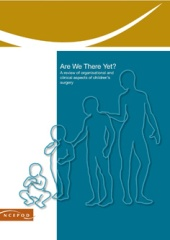 Are We There Yet?
A review of organisational and
clinical aspects of children's
surgery
NCEPOD